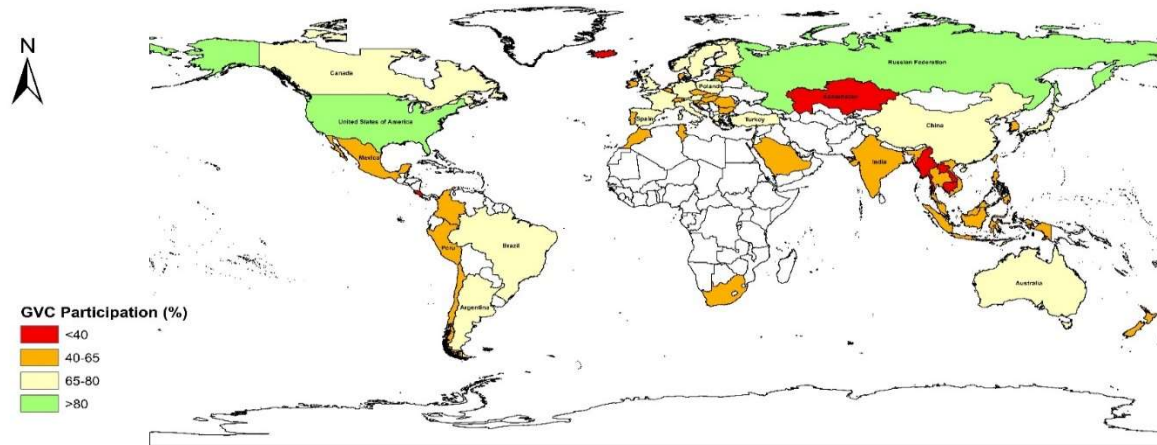 N
Canada
Russian Federation
United States of America
Poland
Spain
Turkey
Kazakhstan
China
Mexico
India
Peru
Brazil
Argentina
Australia
GVC Participation (%)
<40
40-65
65-80
>80